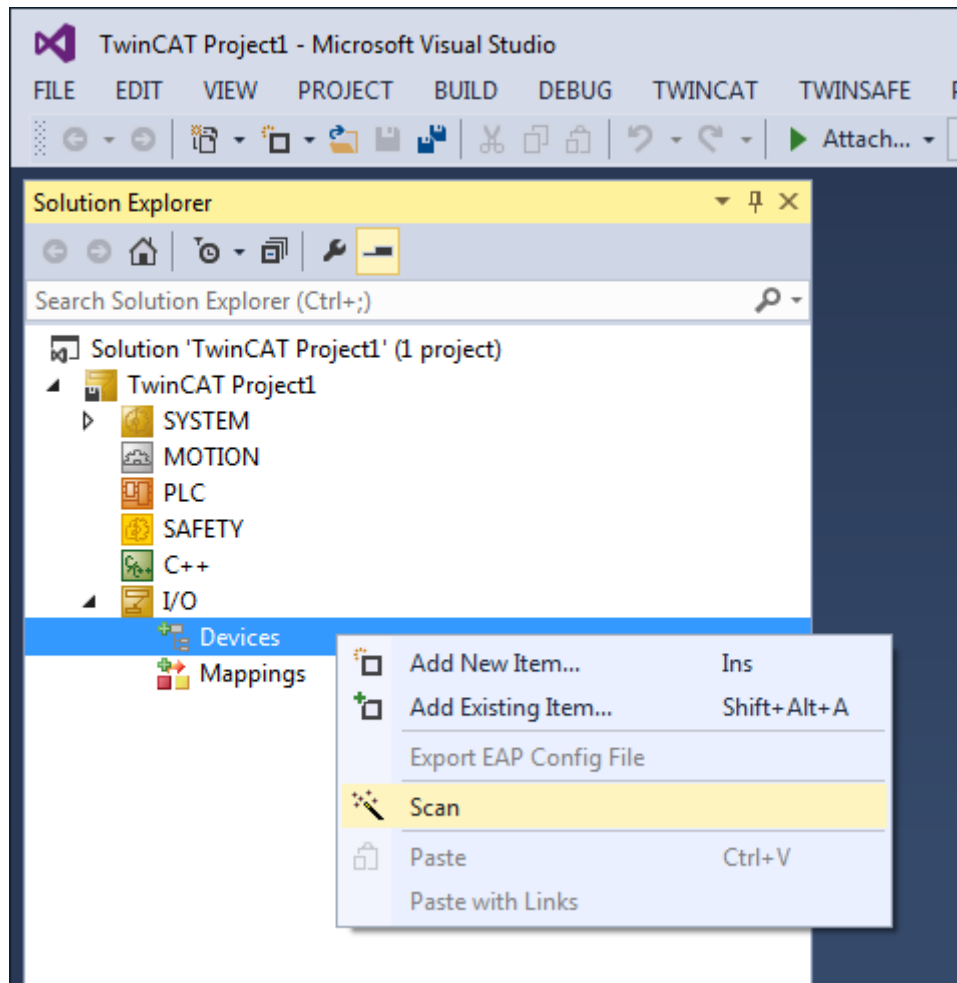 TwinCAT Project1 - Microsoft Visual Studio
FILE EDIT VIEW PROJECT BUILD DEBUG TWINCAT TWINSAFE
Attach...
Solution Explorer
Search Solution Explorer (Ctrl+;)
Solution 'TwinCAT Project1' (1 project)
TwinCAT Project1
SYSTEM
MOTION
PLC
SAFETY
C++
I/O
Devices
Mappings
Add New Item... Ins
Add Existing Item... Shift+Alt+A
Export EAP Config File
Scan
Paste Ctrl+V
Paste with Links